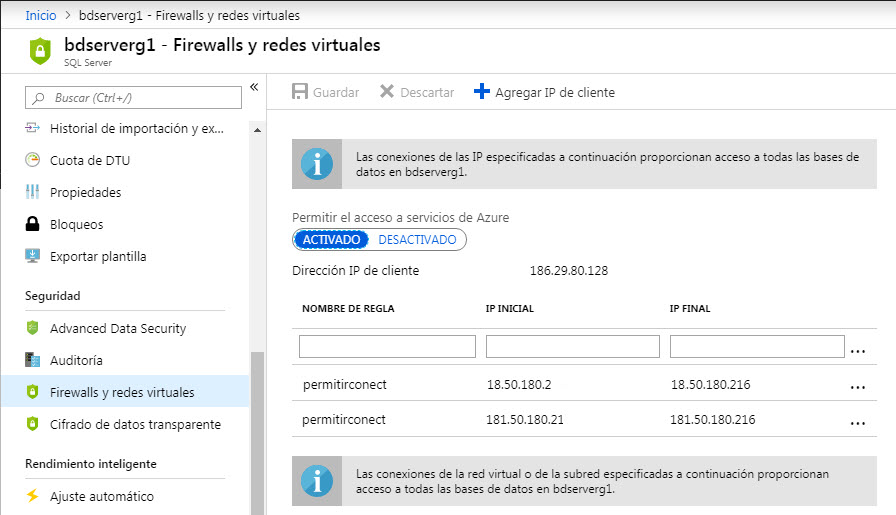 Inicio > bdserverg1 - Firewalls y redes virtuales
bdserverg1 - Firewalls y redes virtuales
SQL Server
Buscar (Ctrl+/)
«
Historial de importación y ex...
Cuota de DTU
Propiedades
Bloqueos
Exportar plantilla
Seguridad
Advanced Data Security
Auditoría
Firewalls y redes virtuales
Cifrado de datos transparente
Rendimiento inteligente
Ajuste automático
Guardar Descartar Agregar IP de cliente
Las conexiones de las IP especificadas a continuación proporcionan acceso a todas las bases de
datos en bdserverg1.
Permitir el acceso a servicios de Azure
ACTIVADO DESACTIVADO
Dirección IP de cliente 186.29.80.128
NOMBRE DE REGLA IP INICIAL IP FINAL
...
permitirconect 18.50.180.2 18.50.180.216 ...
permitirconect 181.50.180.21 181.50.180.216 ...
Las conexiones de la red virtual o de la subred especificadas a continuación proporcionan
acceso a todas las bases de datos en bdserverg1.